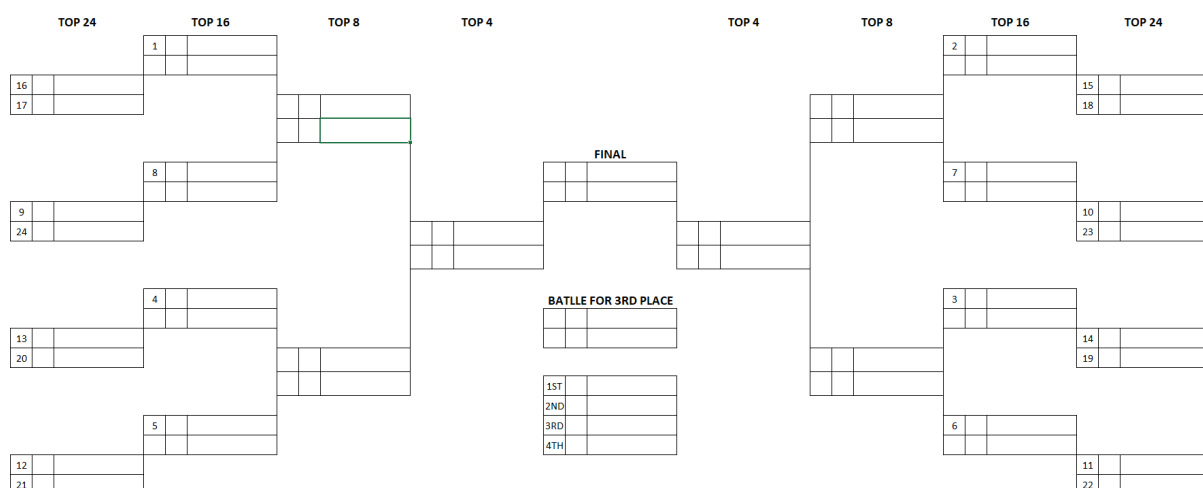 TOP 24 TOP 16 TOP 8 TOP 4 TOP 4 TOP 8 TOP 16 TOP 24
1 2
16 15
17 18
FINAL
8 7
9 10
24 23
4 BATLLE FOR 3RD PLACE 3
13 14
20 19
1ST
2ND
5 3RD 6
4TH
12 11
21 22